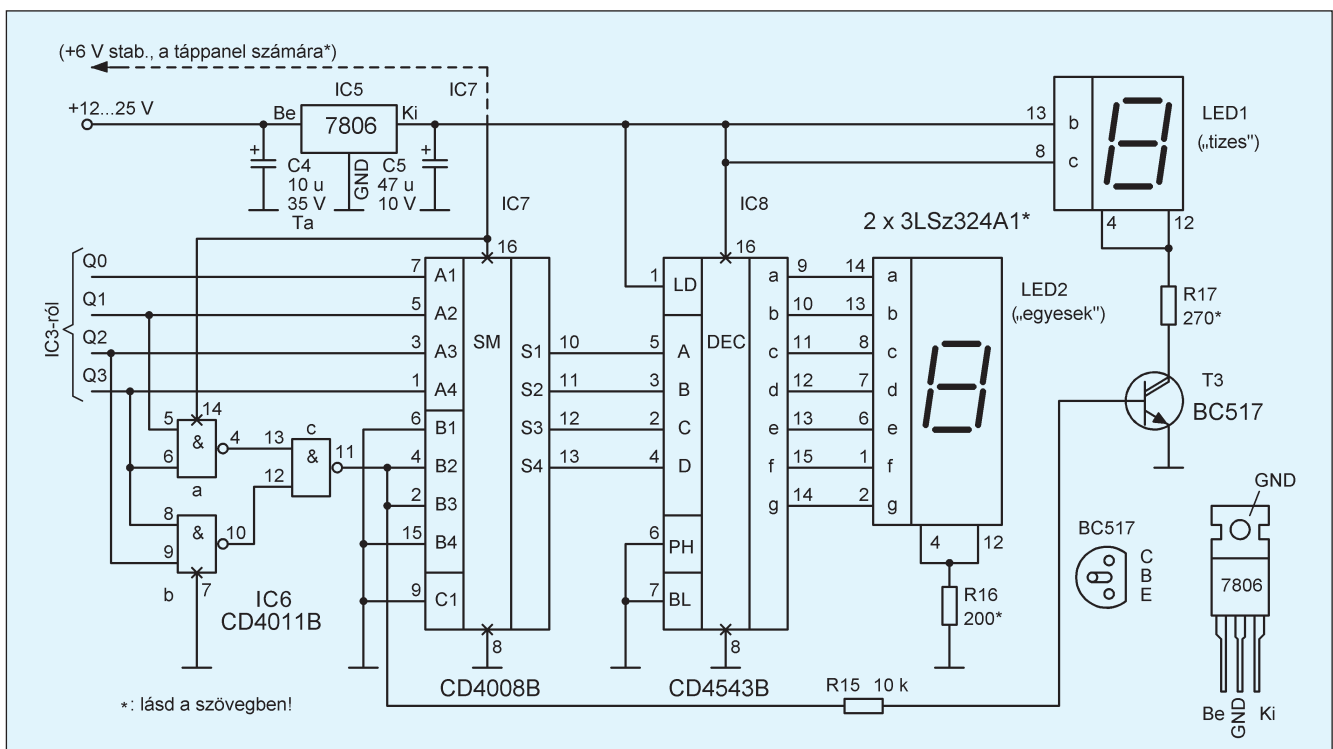 (+6 V stab., a táppanel számára*)
+12...25 V
Be
IC5
7806
Ki
GND
IC7
+
C4
10 u
35 V
Ta
+
C5
47 u
10 V
IC7
IC8
2 x 3LSz324A1*
13
b
8
c
4
12
LED1
(„tizes")
IC3-ról
Q0
Q1
Q2
Q3
7
5
3
1
6
4
2
15
9
A1
A2
A3
A4
B1
B2
B3
B4
C1
SM
16
8
S1
S2
S3
S4
10
11
12
13
CD4008B
5
6
14
&
4
a
8
9
&
10
7
b
13
12
c
&
11
IC6
CD4011B
1
5
3
2
4
6
7
LD
A
B
C
D
PH
BL
DEC
16
8
a
b
c
d
e
f
g
9
10
11
12
13
15
14
CD4543B
14
13
8
7
6
1
2
a
b
c
d
e
f
g
4
12
LED2
(„egyesek")
R16
200*
R17
270*
T3
BC517
R15 10 k
BC517
C
B
E
GND
7806
Be
GND
Ki
*: lásd a szövegben!